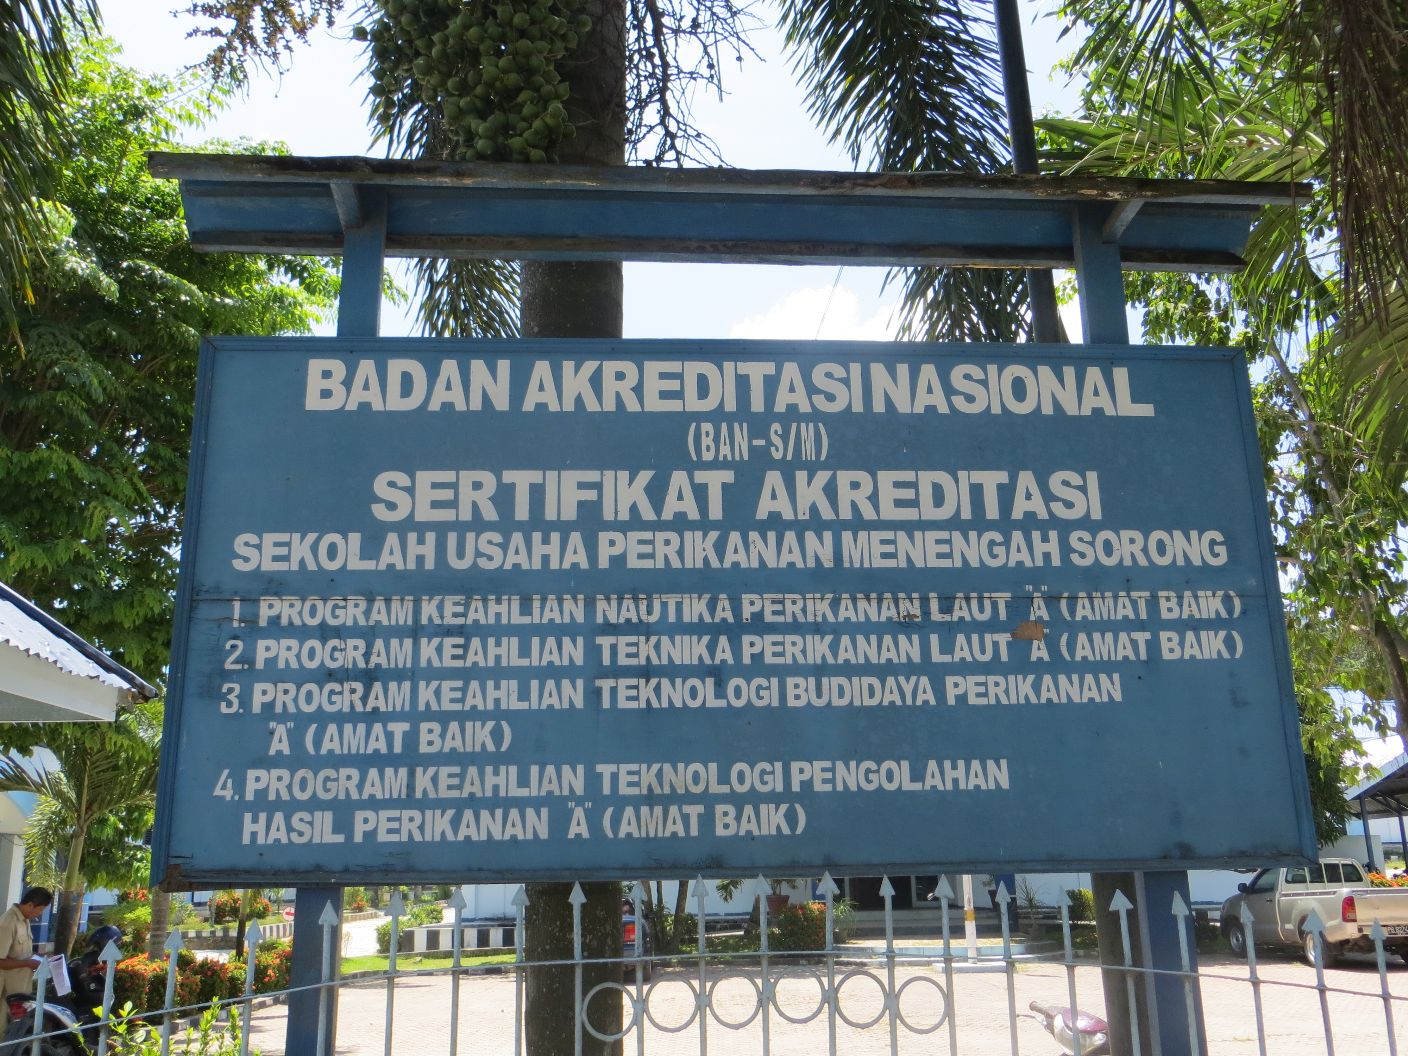 BADAN AKREDITASI NASIONAL
(BAN-S/M)
SERTIFIKAT AKREDITASI
SEKOLAH USAHA PERIKANAN MENENGAH SORONG
1. PROGRAM KEAHLIAN NAUTIKA PERIKANAN LAUT "A" (AMAT BAIK)
2. PROGRAM KEAHLIAN TEKNIKA PERIKANAN LAUT "A" (AMAT BAIK)
3. PROGRAM KEAHLIAN TEKNOLOGI BUDIDAYA PERIKANAN
"A" (AMAT BAIK)
4. PROGRAM KEAHLIAN TEKNOLOGI PENGOLAHAN
HASIL PERIKANAN "A" (AMAT BAIK)